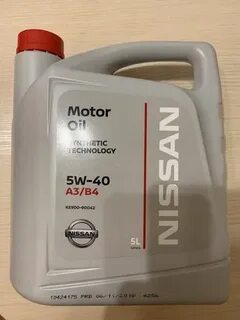 Motor
Oil
SYNTHETIC
TECHNOLOGY
5W-40
A3/B4
KE900-90042
NISSAN
NISSAN
5L